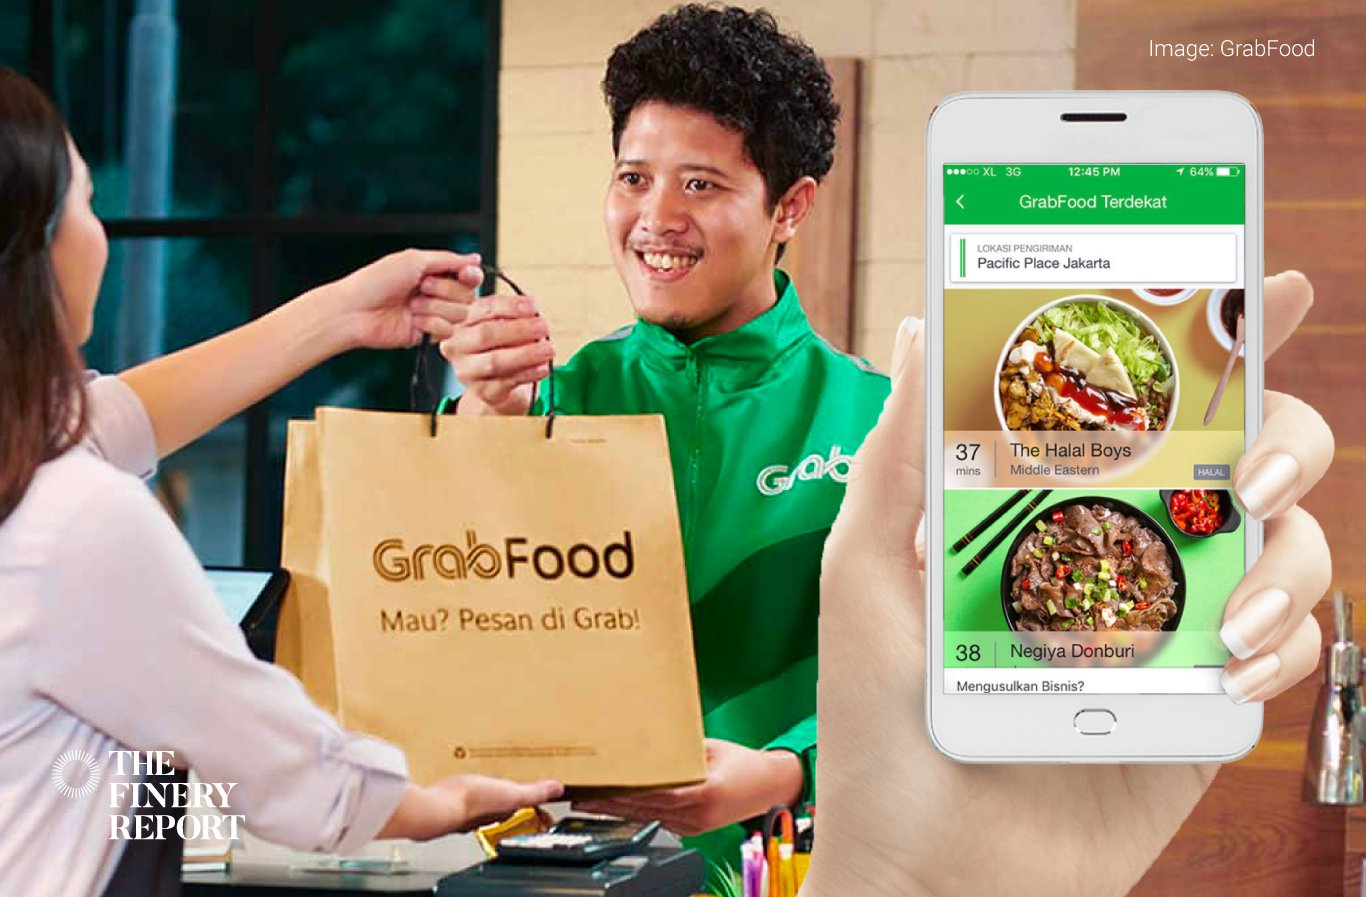 Image: GrabFood
XL 3G 12:45 PM 64%
GrabFood Terdekat
LOKASI PENGIRIMAN
Pacific Place Jakarta
37
mins
The Halal Boys
Middle Eastern
HALAL
38
Negiya Donburi
Mengusulkan Bisnis?
Grab
GrabFood
Mau? Pesan di Grab!
THE
FINERY
REPORT